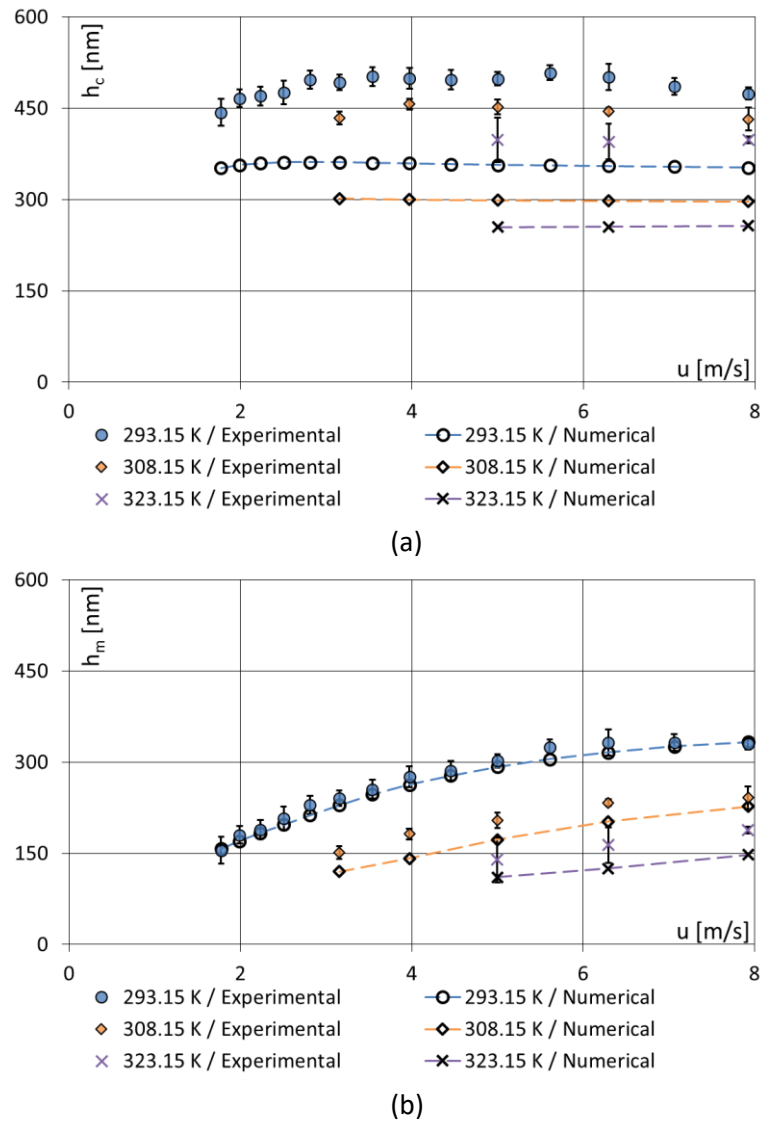 600
450
300
150
0
h_c [nm]
u [m/s]
0 2 4 6 8
293.15 K / Experimental 293.15 K / Numerical
308.15 K / Experimental 308.15 K / Numerical
323.15 K / Experimental 323.15 K / Numerical
(a)
600
450
300
150
0
h_m [nm]
u [m/s]
0 2 4 6 8
293.15 K / Experimental 293.15 K / Numerical
308.15 K / Experimental 308.15 K / Numerical
323.15 K / Experimental 323.15 K / Numerical
(b)